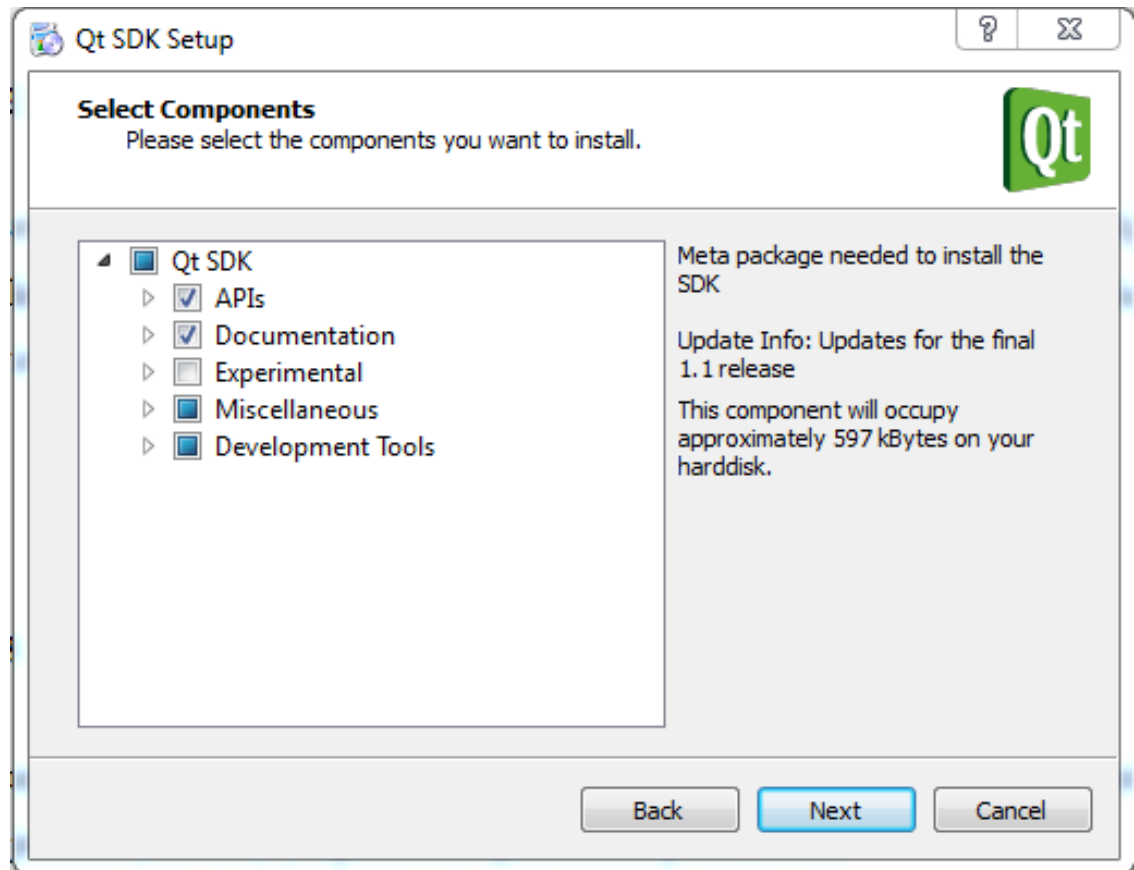 Qt SDK Setup
Select Components
Please select the components you want to install.
Qt
Qt SDK
APIs
Documentation
Experimental
Miscellaneous
Development Tools
Meta package needed to install the
SDK
Update Info: Updates for the final
1.1 release
This component will occupy
approximately 597 kBytes on your
harddisk.
Back
Next
Cancel